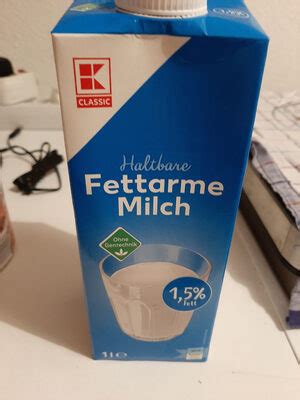 K
CLASSIC
Haltbare
Fettarme
Milch
Ohne
Gentechnik
1,5%
Fett
1l℮